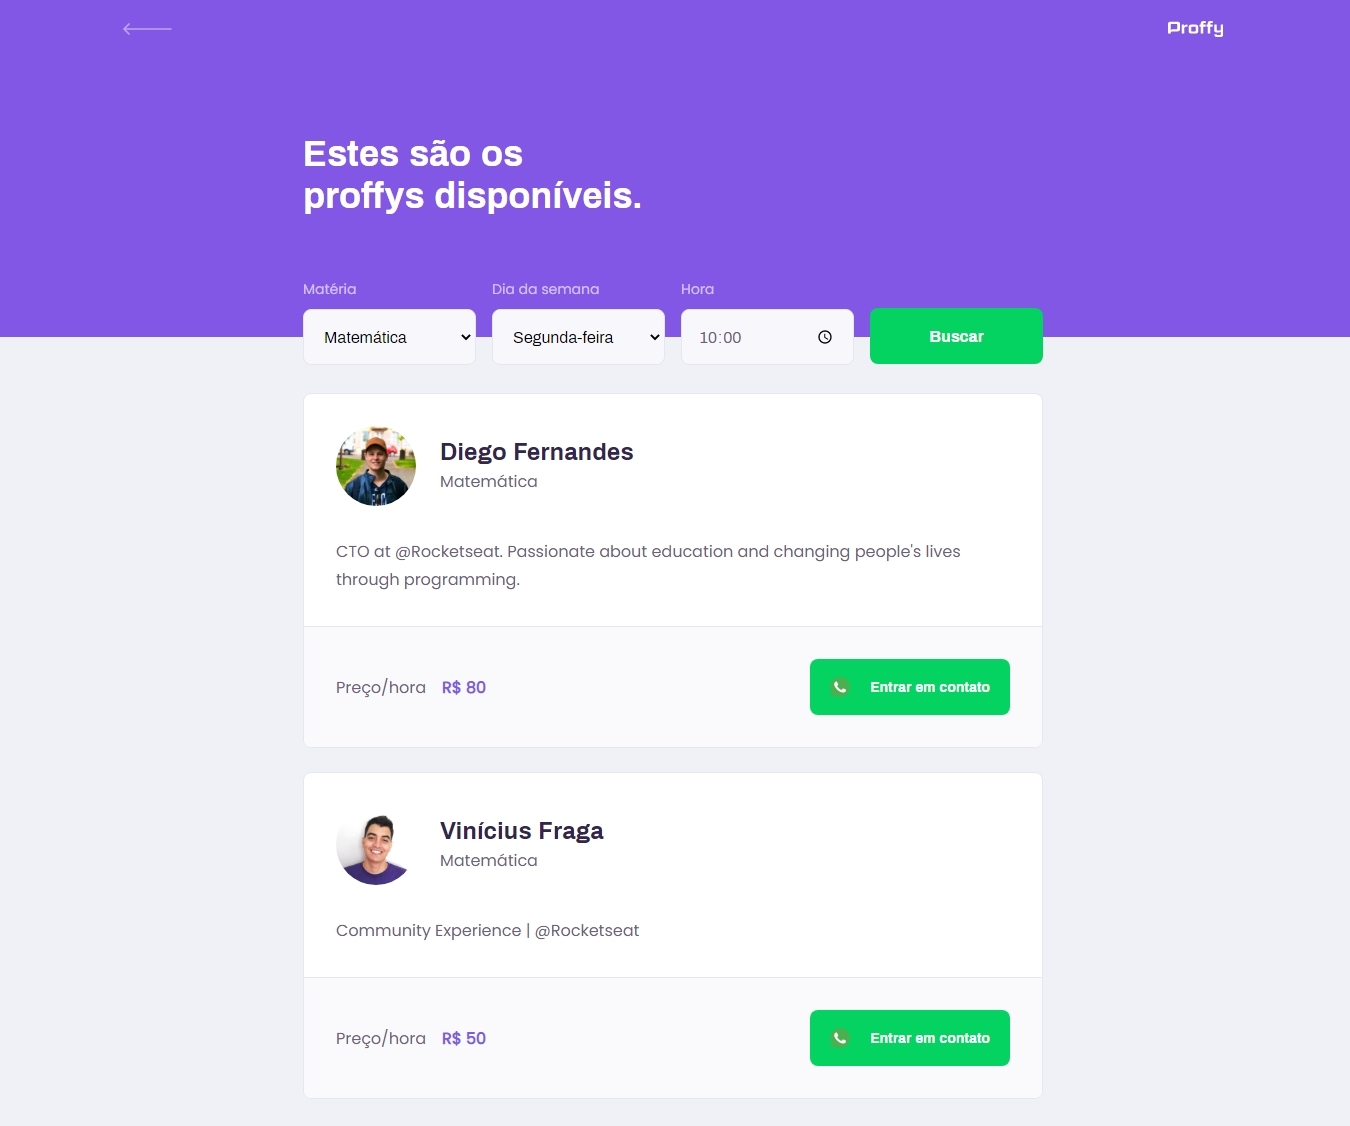 Proffy
Estes são os
proffys disponíveis.
Matéria
Dia da semana
Hora
Matemática
Segunda-feira
10:00
Buscar
Diego Fernandes
Matemática
CTO at @Rocketseat. Passionate about education and changing people's lives
through programming.
Preço/hora R$ 80
Entrar em contato
Vinícius Fraga
Matemática
Community Experience | @Rocketseat
Preço/hora R$ 50
Entrar em contato